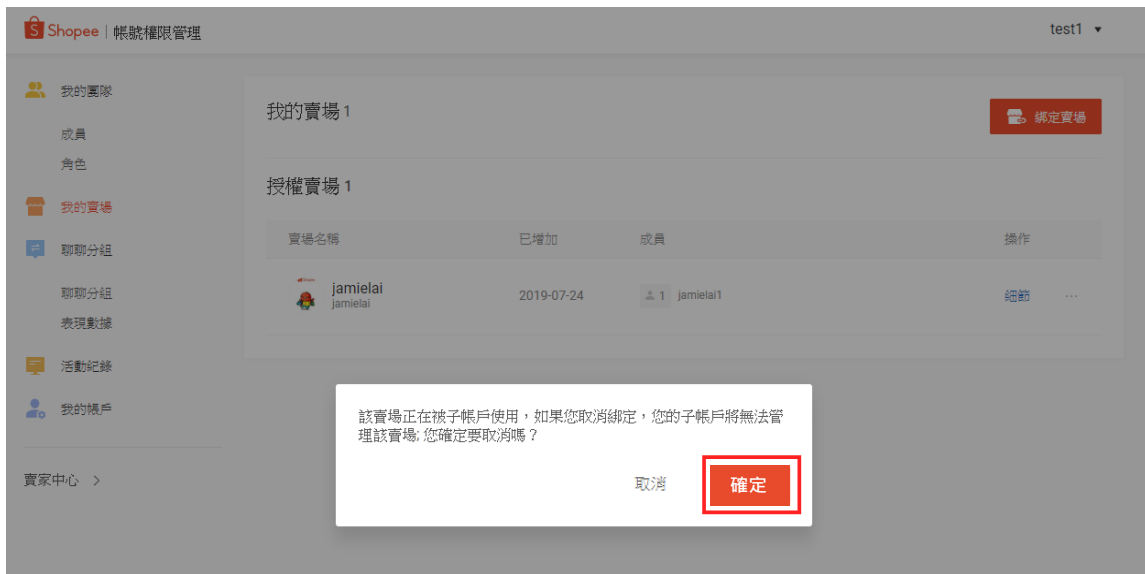 Shopee | 帳號權限管理
test1
我的團隊
成員
角色
我的賣場
聊聊分組
聊聊分組
表現數據
活動紀錄
我的帳戶
賣家中心 >
我的賣場 1
綁定賣場
授權賣場 1
賣場名稱 已增加 成員 操作
jamielai 2019-07-24 1 jamielai1 細節 ...
jamielai
該賣場正在被子帳戶使用，如果您取消綁定，您的子帳戶將無法管
理該賣場; 您確定要取消嗎？
取消 確定